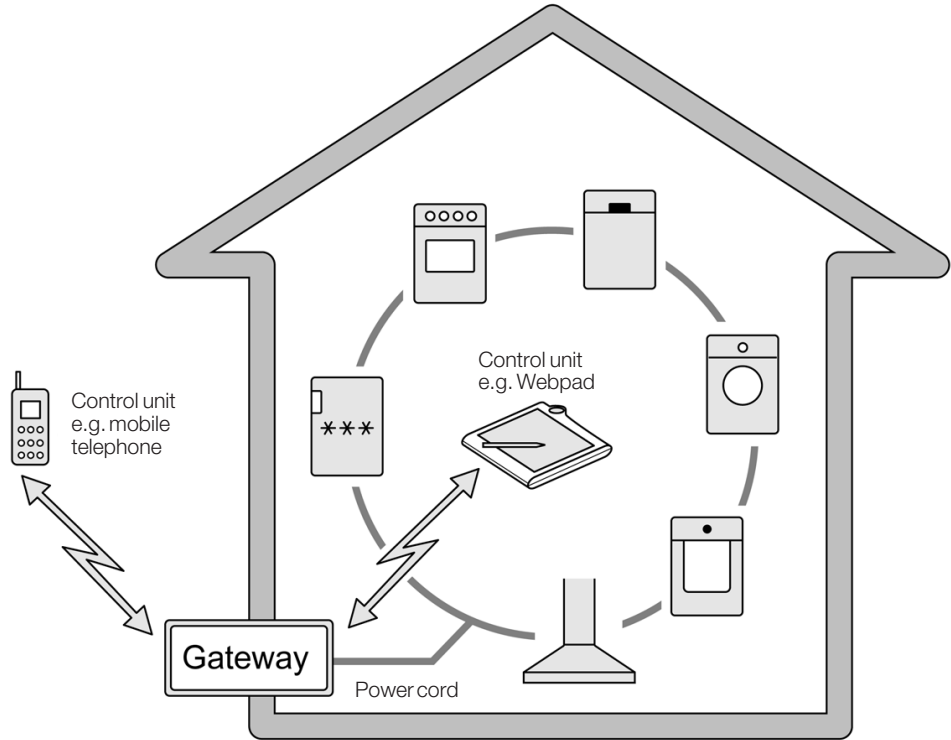 Control unit
e.g. Webpad
Control unit
e.g. mobile
telephone
***
Gateway
Power cord